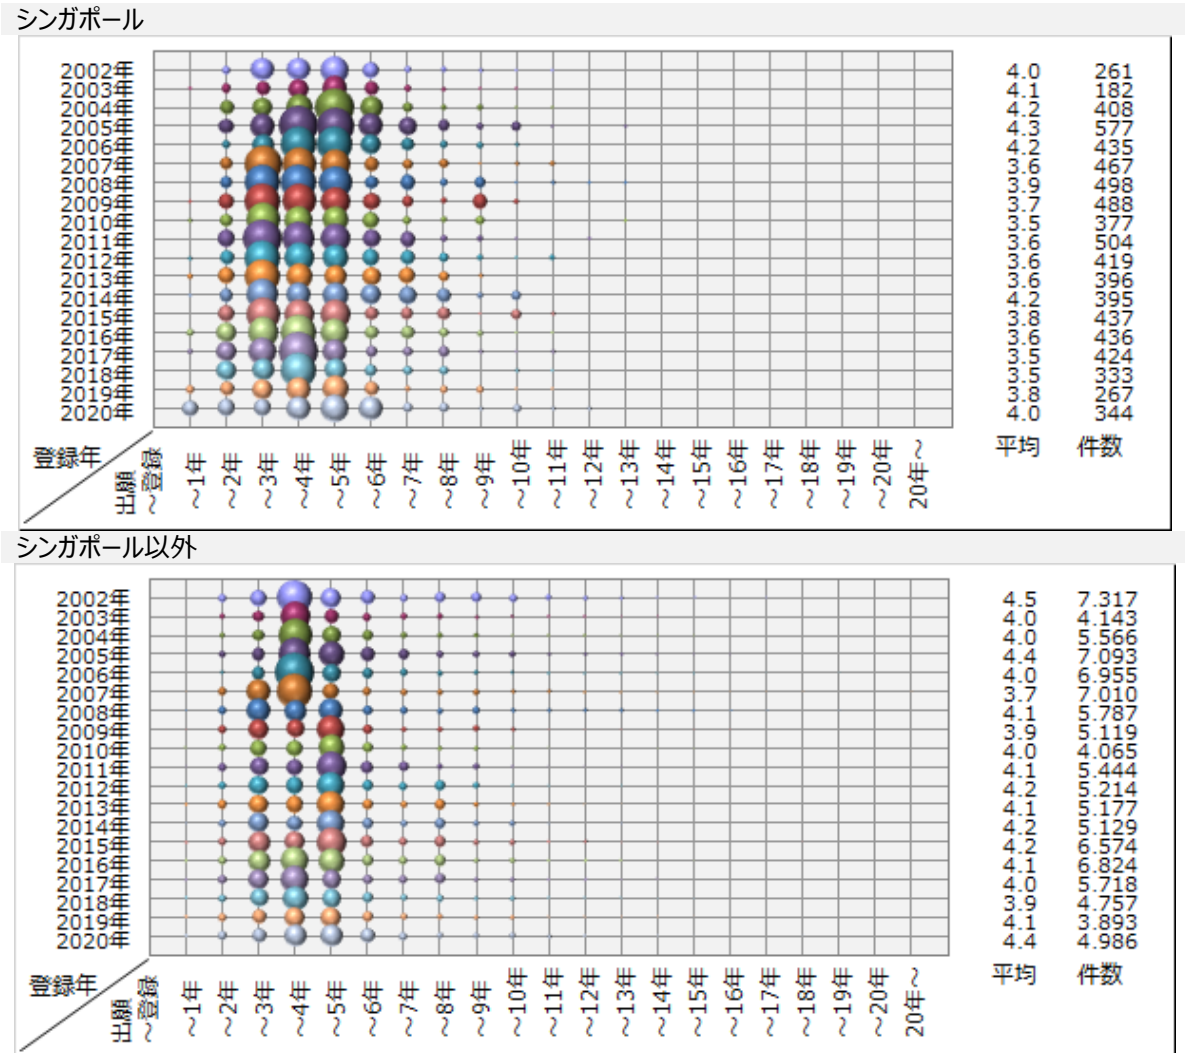 シンガポール
2002年 4.0 261
2003年 4.1 182
2004年 4.2 408
2005年 4.3 577
2006年 4.2 435
2007年 3.6 467
2008年 3.9 498
2009年 3.7 488
2010年 3.5 377
2011年 3.6 504
2012年 3.6 419
2013年 3.6 396
2014年 4.2 395
2015年 3.8 437
2016年 3.6 436
2017年 3.5 424
2018年 3.5 333
2019年 3.8 267
2020年 4.0 344
登録年 平均 件数
出願
～登録
～1年 ～2年 ～3年 ～4年 ～5年 ～6年 ～7年 ～8年 ～9年 ～10年 ～11年 ～12年 ～13年 ～14年 ～15年 ～16年 ～17年 ～18年 ～19年 ～20年 20年～
シンガポール以外
2002年 4.5 7.317
2003年 4.0 4.143
2004年 4.0 5.566
2005年 4.4 7.093
2006年 4.0 6.955
2007年 3.7 7.010
2008年 4.1 5.787
2009年 3.9 5.119
2010年 4.0 4.065
2011年 4.1 5.444
2012年 4.2 5.214
2013年 4.1 5.177
2014年 4.2 5.129
2015年 4.2 6.574
2016年 4.1 6.824
2017年 4.0 5.718
2018年 3.9 4.757
2019年 4.1 3.893
2020年 4.4 4.986
登録年 平均 件数
出願
～登録
～1年 ～2年 ～3年 ～4年 ～5年 ～6年 ～7年 ～8年 ～9年 ～10年 ～11年 ～12年 ～13年 ～14年 ～15年 ～16年 ～17年 ～18年 ～19年 ～20年 20年～